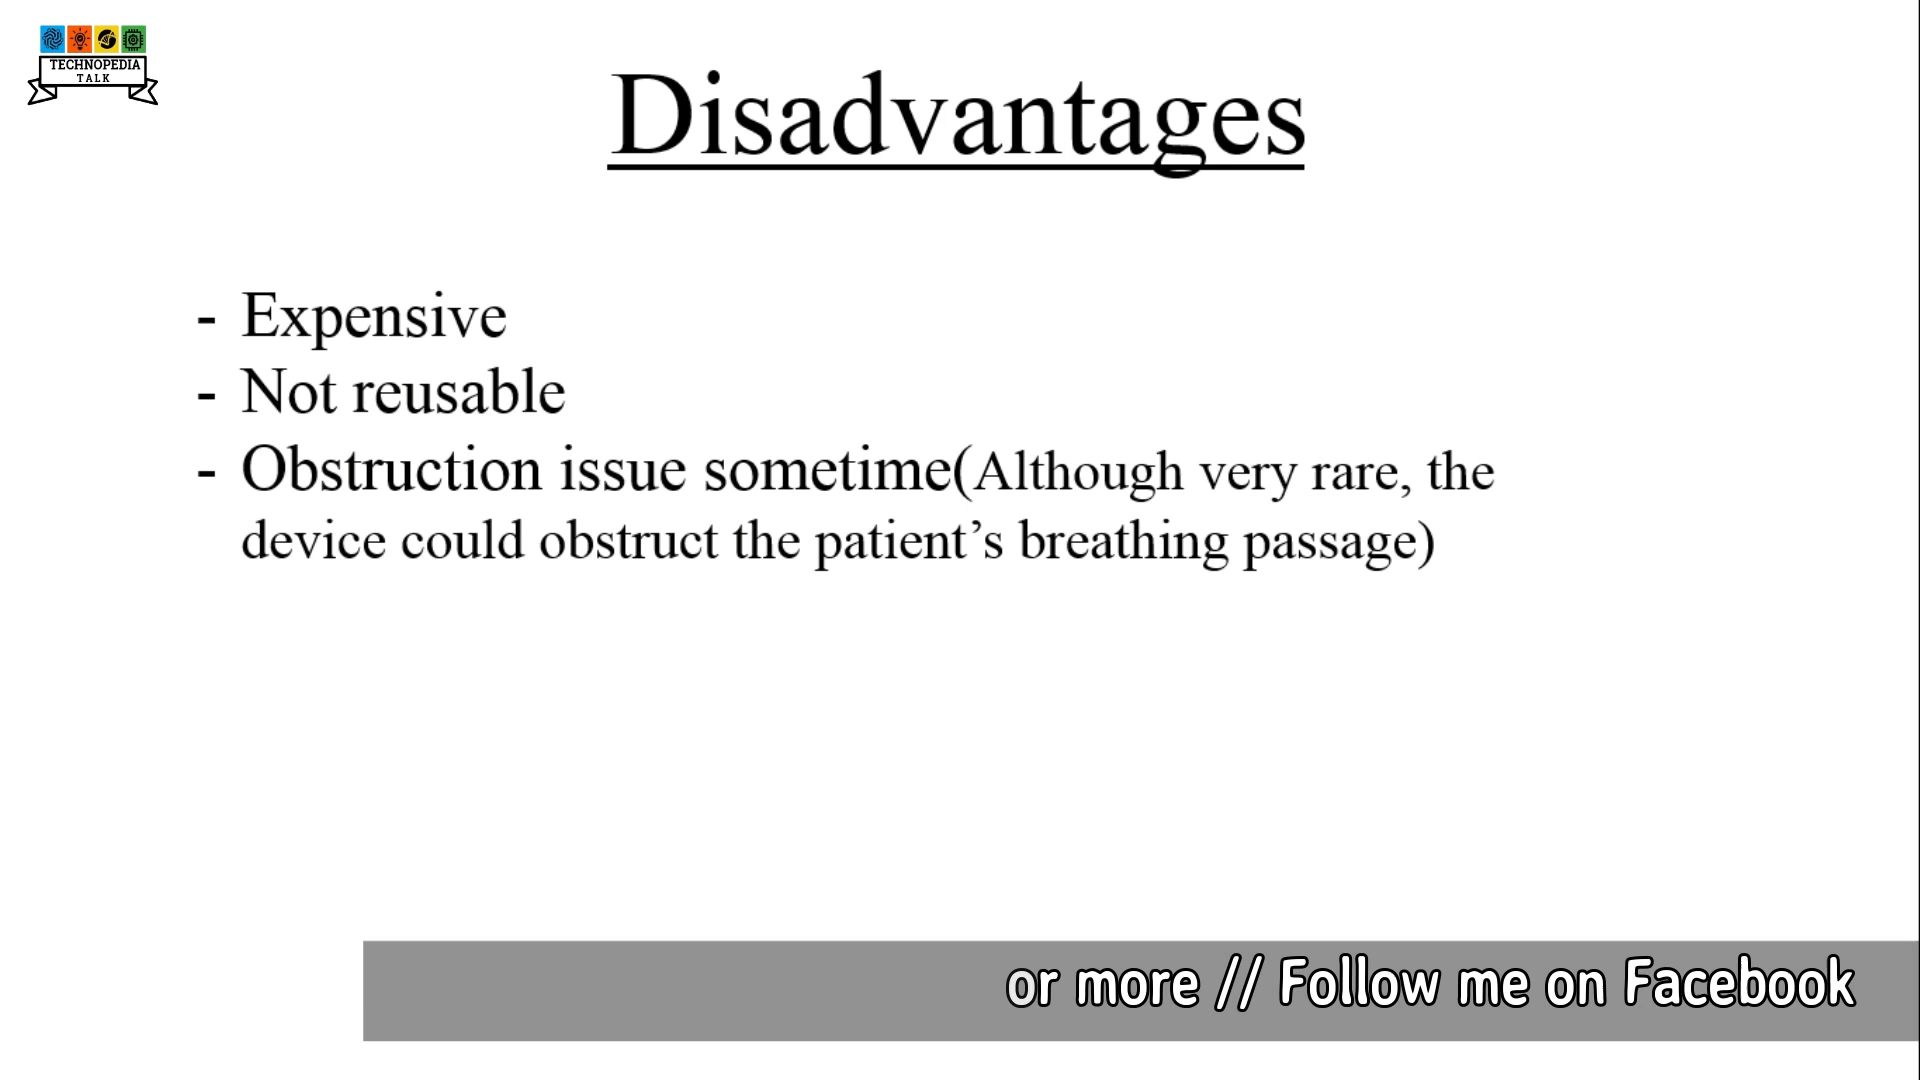 TECHNOPEDIA
TALK
Disadvantages
- Expensive
- Not reusable
- Obstruction issue sometime(Although very rare, the
device could obstruct the patient’s breathing passage)
or more // Follow me on Facebook